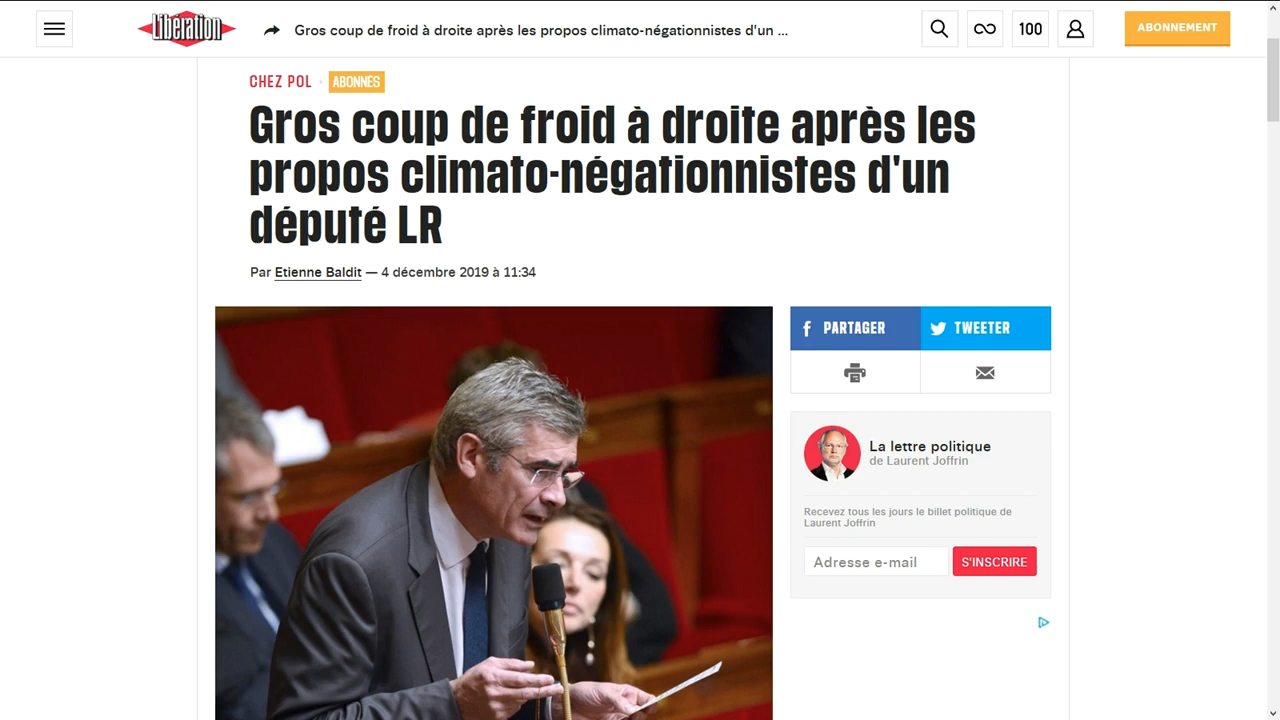 Libération
Gros coup de froid à droite après les propos climato-négationnistes d'un ...
100
ABONNEMENT
CHEZ POL · ABONNÉS
Gros coup de froid à droite après les
propos climato-négationnistes d'un
député LR
Par Etienne Baldit — 4 décembre 2019 à 11:34
PARTAGER
TWEETER
La lettre politique
de Laurent Joffrin
Recevez tous les jours le billet politique de
Laurent Joffrin
Adresse e-mail
S'INSCRIRE